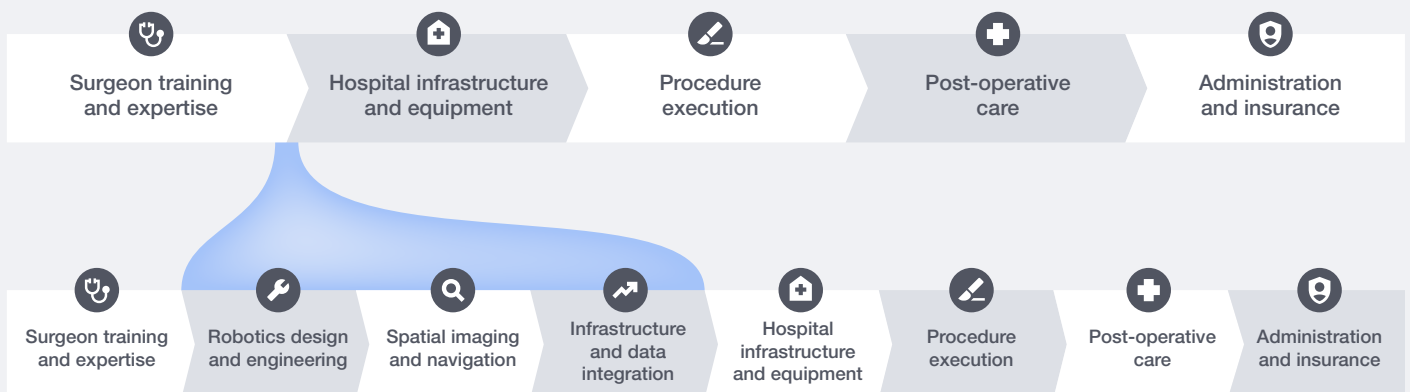 Surgeon training
and expertise
Hospital infrastructure
and equipment
Procedure
execution
Post-operative
care
Administration
and insurance
Surgeon training
and expertise
Robotics design
and engineering
Spatial imaging
and navigation
Infrastructure
and data
integration
Hospital
infrastructure
and equipment
Procedure
execution
Post-operative
care
Administration
and insurance